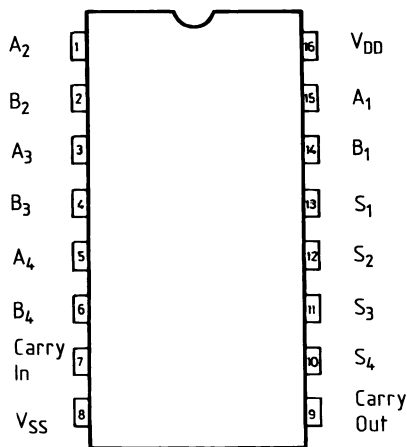 A2 1 16 VDD
B2 2 15 A1
A3 3 14 B1
B3 4 13 S1
A4 5 12 S2
B4 6 11 S3
Carry
In 7 10 S4
VSS 8 9 Carry
Out